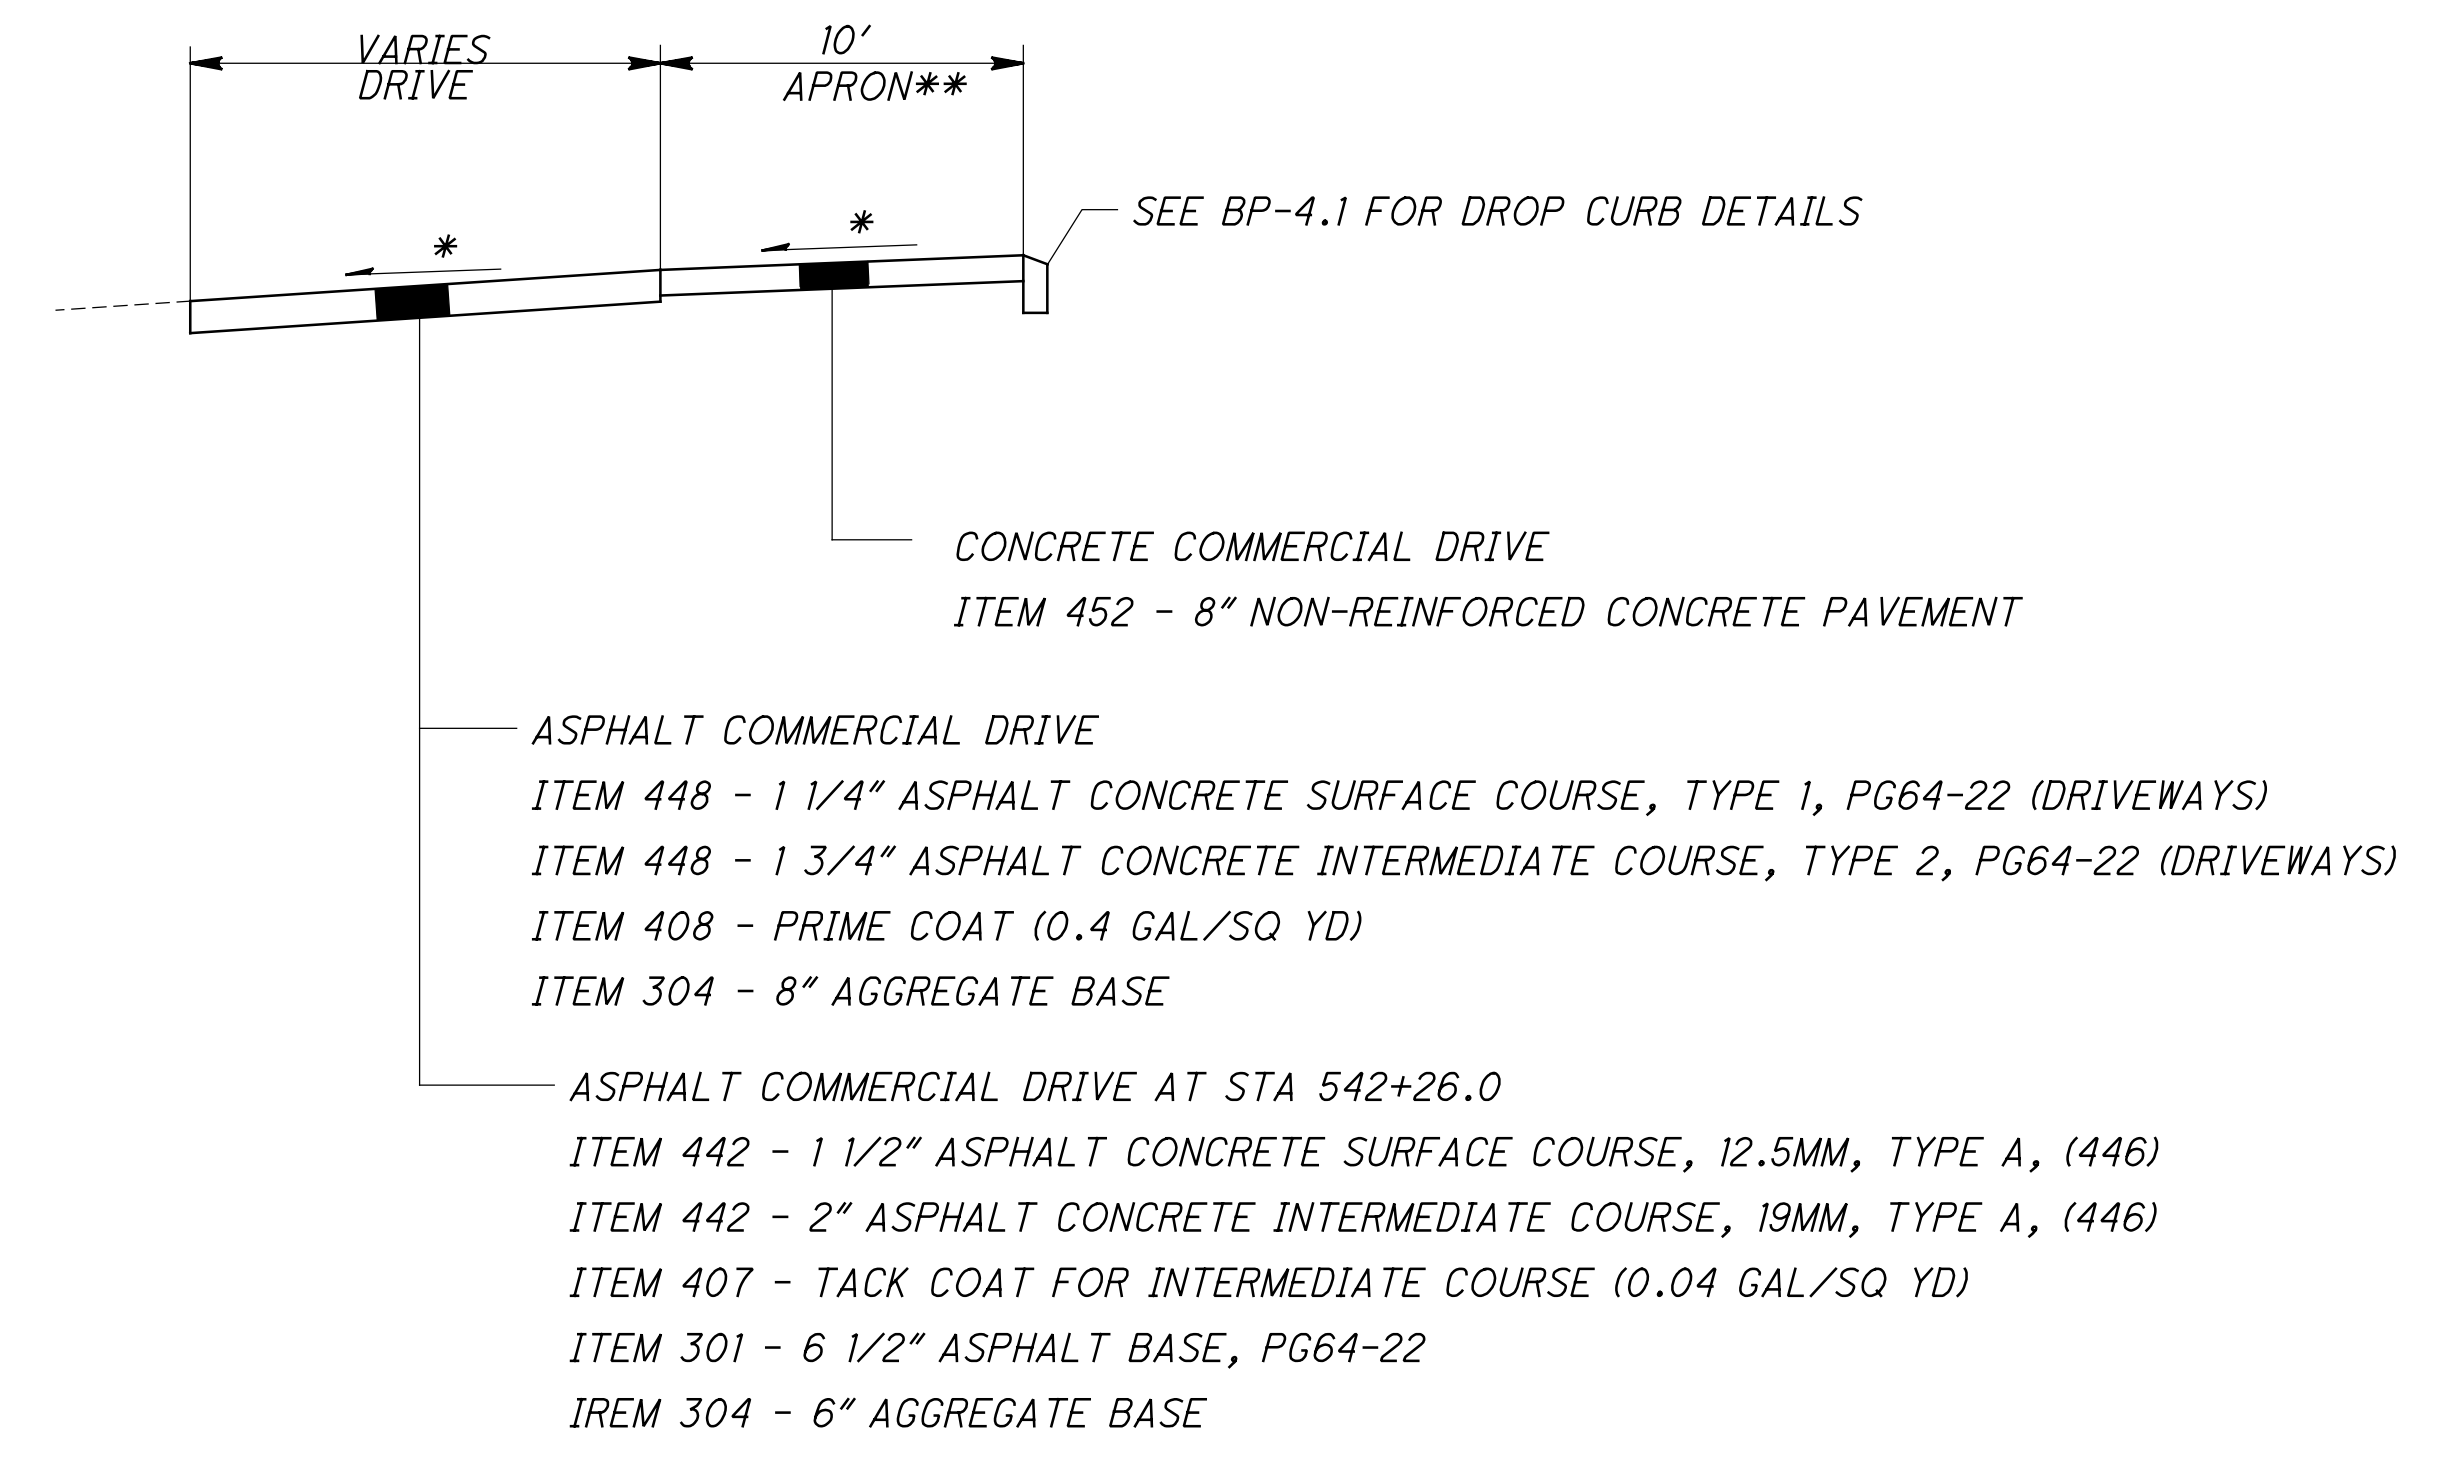 VARIES
DRIVE
10'
APRON**
*
*
SEE BP-4.1 FOR DROP CURB DETAILS
CONCRETE COMMERCIAL DRIVE
ITEM 452 - 8" NON-REINFORCED CONCRETE PAVEMENT
ASPHALT COMMERCIAL DRIVE
ITEM 448 - 1 1/4" ASPHALT CONCRETE SURFACE COURSE, TYPE 1, PG64-22 (DRIVEWAYS)
ITEM 448 - 1 3/4" ASPHALT CONCRETE INTERMEDIATE COURSE, TYPE 2, PG64-22 (DRIVEWAYS)
ITEM 408 - PRIME COAT (0.4 GAL/SQ YD)
ITEM 304 - 8" AGGREGATE BASE
ASPHALT COMMERCIAL DRIVE AT STA 542+26.0
ITEM 442 - 1 1/2" ASPHALT CONCRETE SURFACE COURSE, 12.5MM, TYPE A, (446)
ITEM 442 - 2" ASPHALT CONCRETE INTERMEDIATE COURSE, 19MM, TYPE A, (446)
ITEM 407 - TACK COAT FOR INTERMEDIATE COURSE (0.04 GAL/SQ YD)
ITEM 301 - 6 1/2" ASPHALT BASE, PG64-22
IREM 304 - 6" AGGREGATE BASE